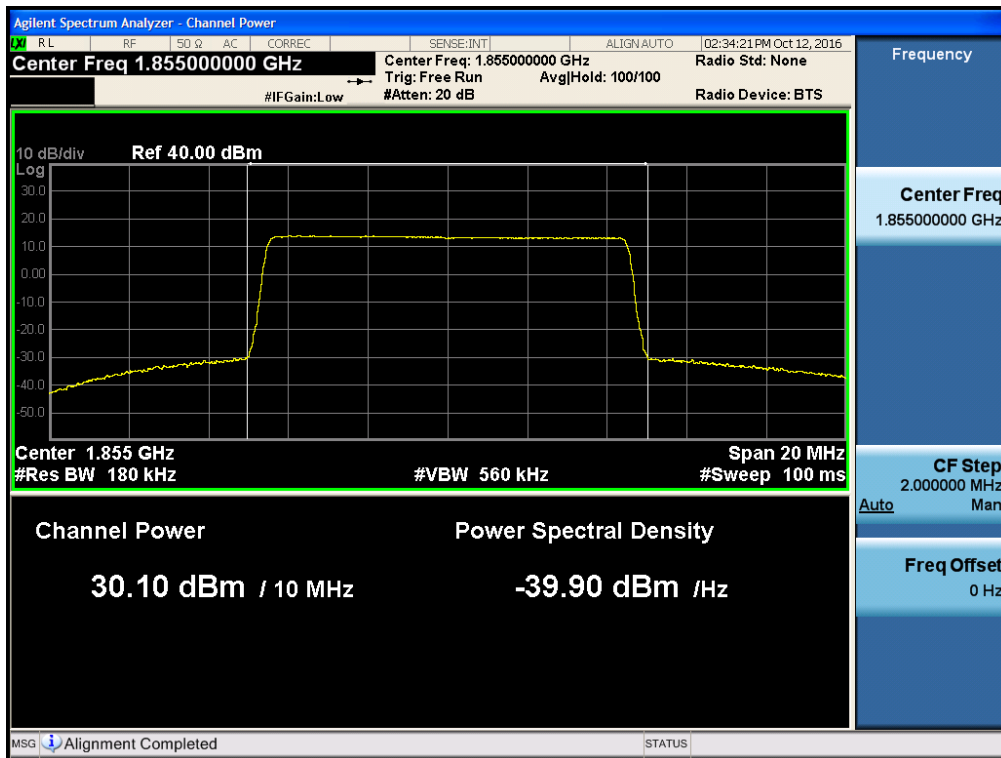 Agilent Spectrum Analyzer - Channel Power
LXI RL RF 50 Ω AC CORREC SENSE:INT ALIGNAUTO 02:34:21PM Oct 12, 2016
Center Freq 1.855000000 GHz
#IFGain:Low
Center Freq: 1.855000000 GHz
Trig: Free Run Avg|Hold: 100/100
#Atten: 20 dB
Radio Std: None
Radio Device: BTS
10 dB/div Ref 40.00 dBm
Log
30.0
20.0
10.0
0.00
-10.0
-20.0
-30.0
-40.0
-50.0
Center 1.855 GHz Span 20 MHz
#Res BW 180 kHz #VBW 560 kHz #Sweep 100 ms
Channel Power Power Spectral Density
30.10 dBm / 10 MHz -39.90 dBm /Hz
Frequency
Center Freq
1.855000000 GHz
CF Step
2.000000 MHz
Auto Man
Freq Offset
0 Hz
MSG Alignment Completed STATUS